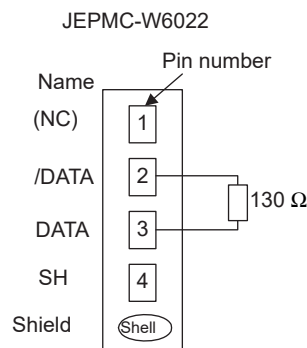 JEPMC-W6022
Pin number
Name
(NC) 1
/DATA 2
130 Ω
DATA 3
SH 4
Shield Shell